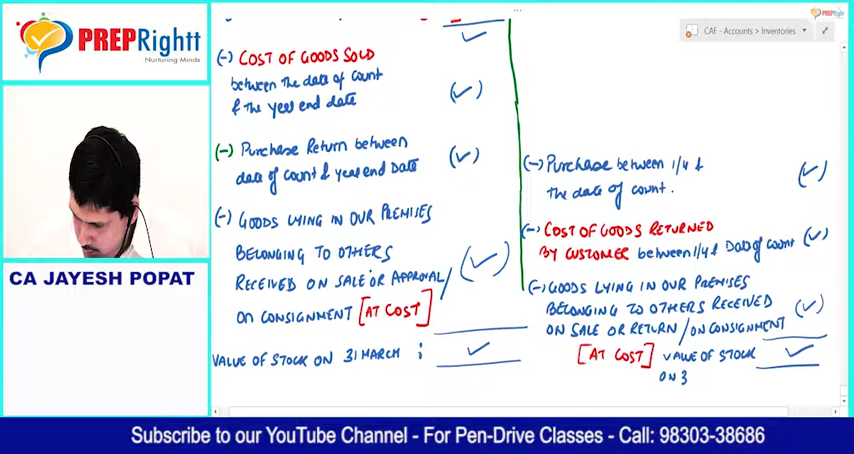 PREPRightt
Nurturing Minds
PREPRight
CAF - Accounts > Inventories
(-) COST OF GOODS SOLD
between the date of count
& the year end date
(-) Purchase Return between
date of count & year end Date
(-) GOODS LYING IN OUR PREMISES
BELONGING TO OTHERS
RECEIVED ON SALE or APPROVAL/
ON CONSIGNMENT [AT COST]
VALUE OF STOCK ON 31 MARCH :
(-) Purchase between 1/4 &
the date of count.
(-) COST OF GOODS RETURNED
BY CUSTOMER between 1/4 & Date of count
(-) GOODS LYING IN OUR PREMISES
BELONGING TO OTHERS RECEIVED
ON SALE OR RETURN / ON CONSIGNMENT
[AT COST] VALUE OF STOCK
ON 3
CA JAYESH POPAT
Subscribe to our YouTube Channel - For Pen-Drive Classes - Call: 98303-38686